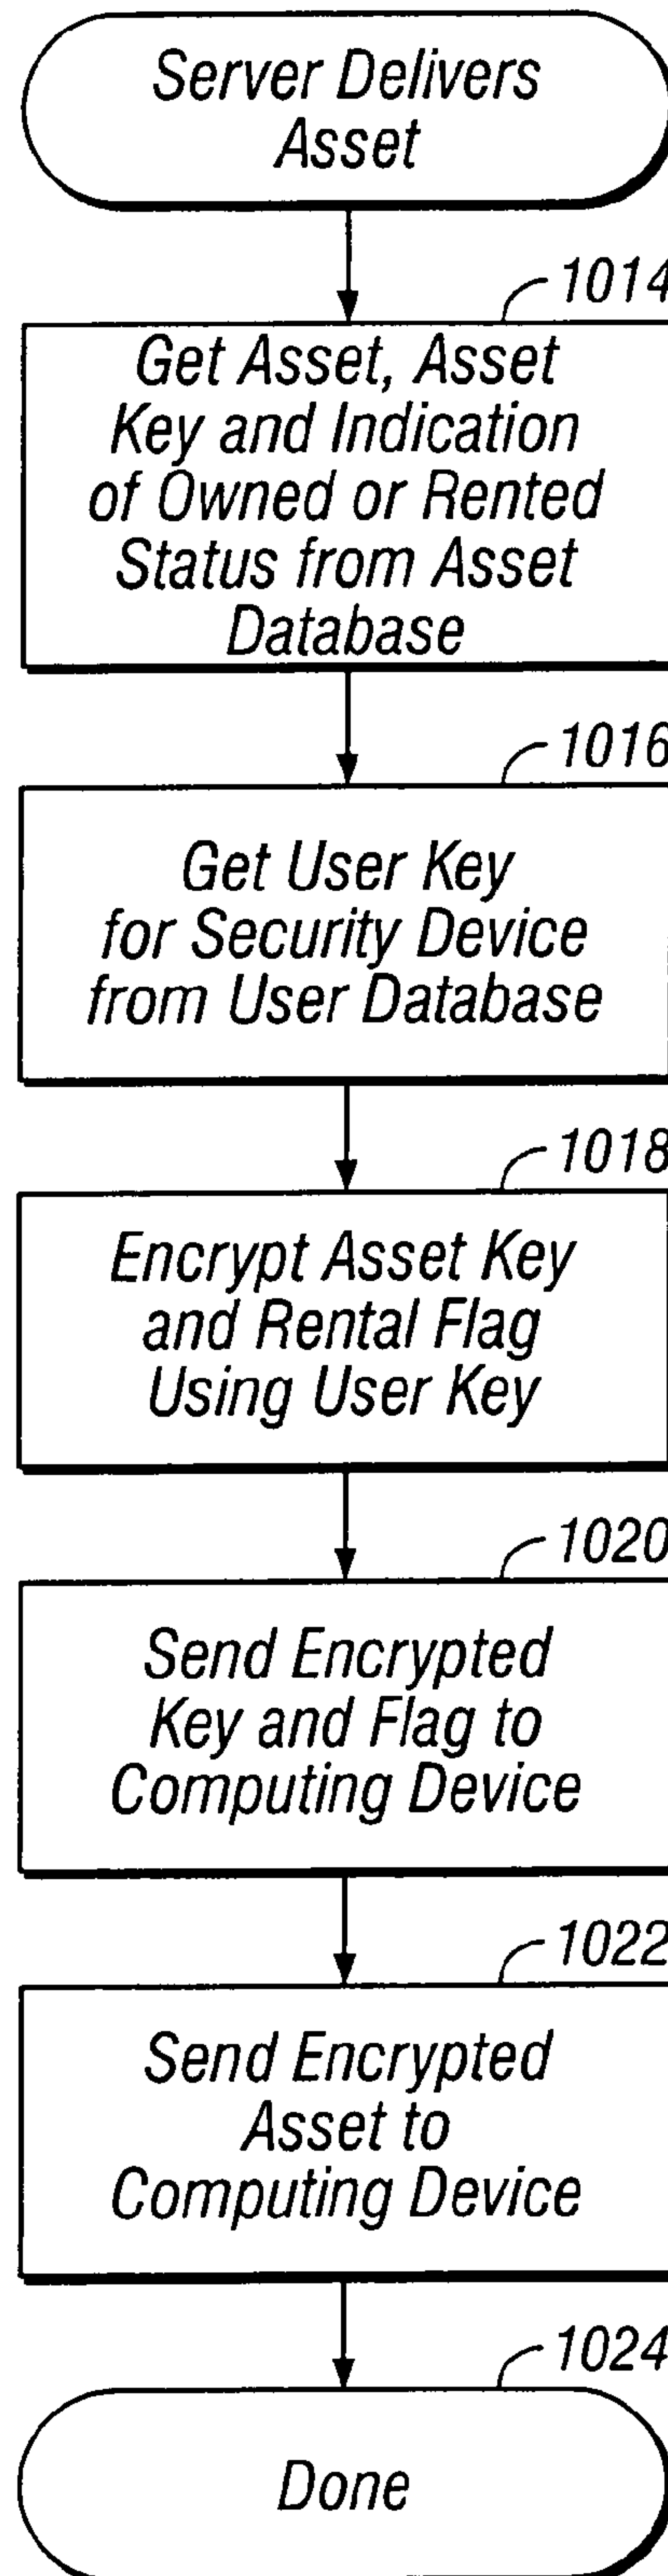 Server Delivers
Asset
1014
Get Asset, Asset
Key and Indication
of Owned or Rented
Status from Asset
Database
1016
Get User Key
for Security Device
from User Database
1018
Encrypt Asset Key
and Rental Flag
Using User Key
1020
Send Encrypted
Key and Flag to
Computing Device
1022
Send Encrypted
Asset to
Computing Device
1024
Done